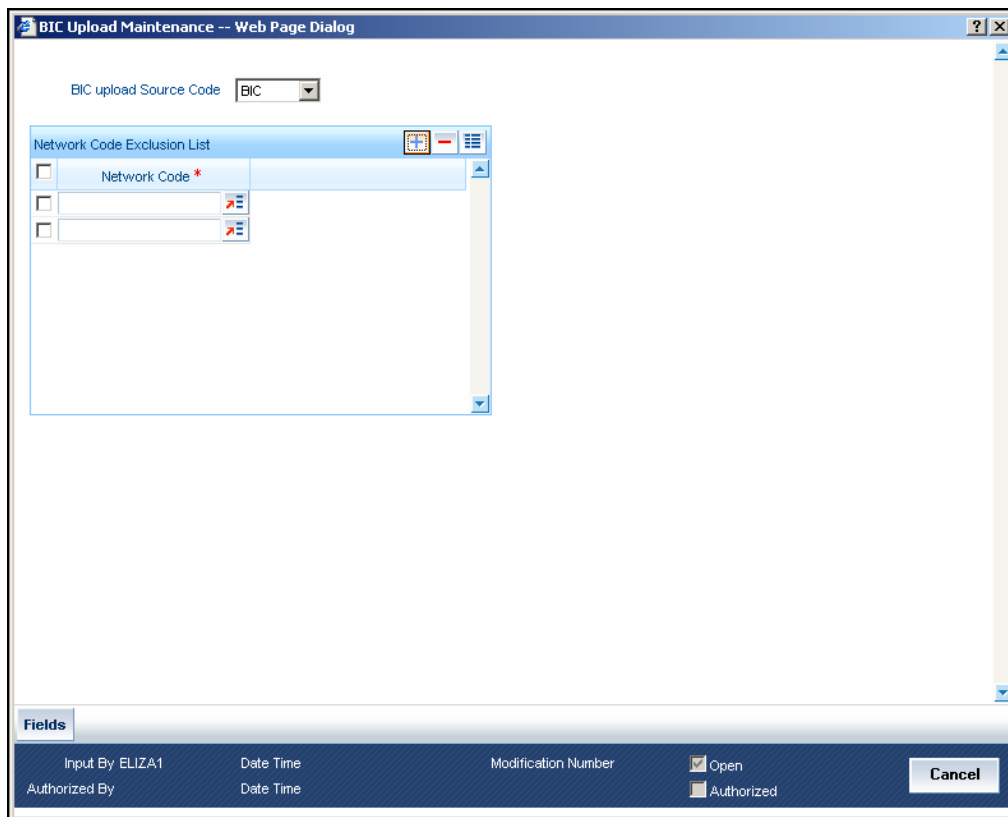 BIC Upload Maintenance -- Web Page Dialog
BIC upload Source Code BIC
Network Code Exclusion List
Network Code *
Fields
Input By ELIZA1 Date Time Modification Number Open
Authorized By Date Time Authorized
Cancel